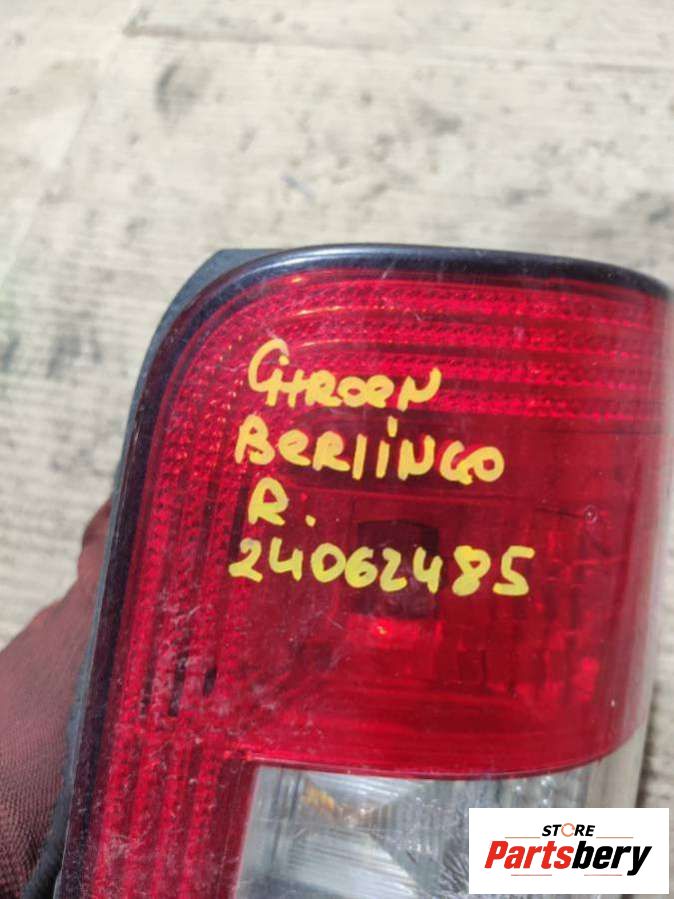 CITROEN
BERLINGO
R.
24062485
STORE
Partsbery